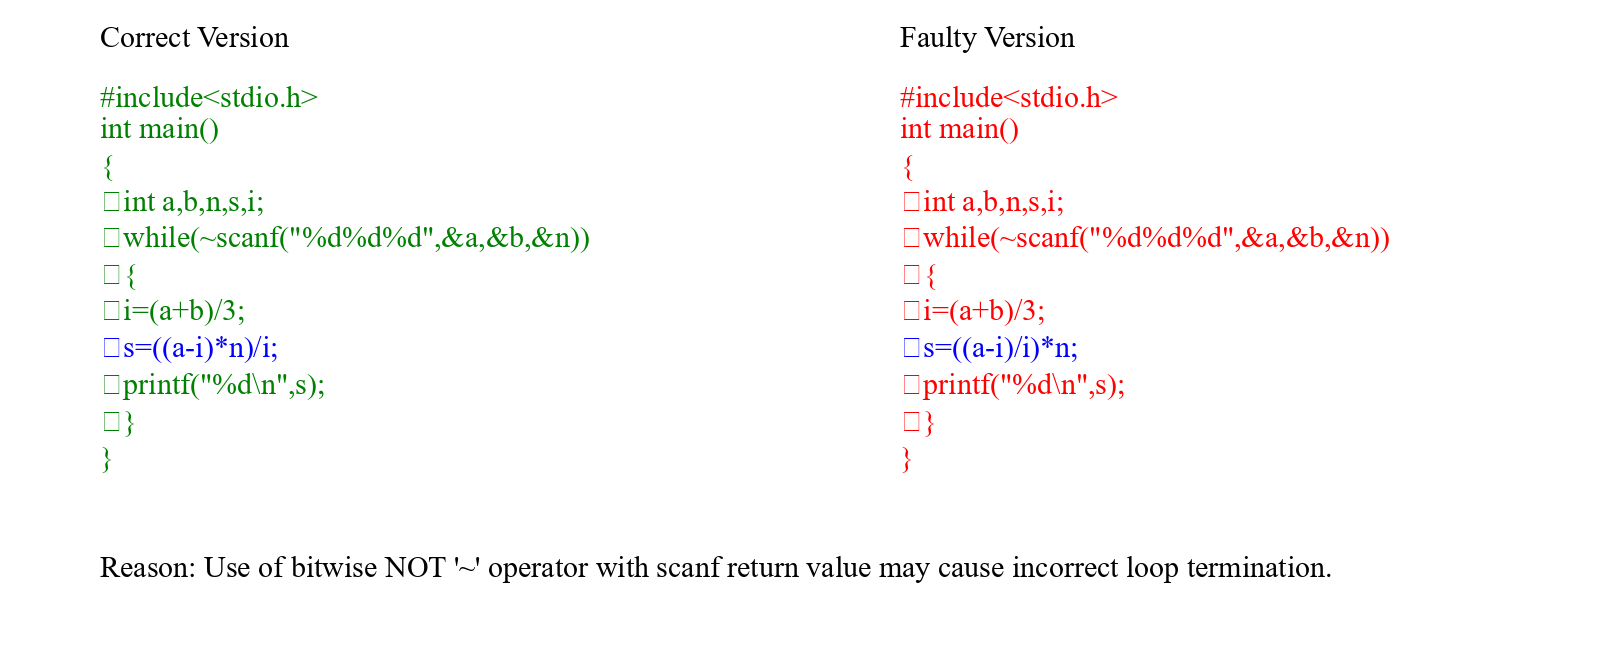 Correct Version
#include<stdio.h>
int main()
{
□int a,b,n,s,i;
□while(~scanf("%d%d%d",&a,&b,&n))
□{
□i=(a+b)/3;
□s=((a-i)*n)/i;
□printf("%d\n",s);
□}
}
Faulty Version
#include<stdio.h>
int main()
{
□int a,b,n,s,i;
□while(~scanf("%d%d%d",&a,&b,&n))
□{
□i=(a+b)/3;
□s=((a-i)/i)*n;
□printf("%d\n",s);
□}
}
Reason: Use of bitwise NOT '~' operator with scanf return value may cause incorrect loop termination.